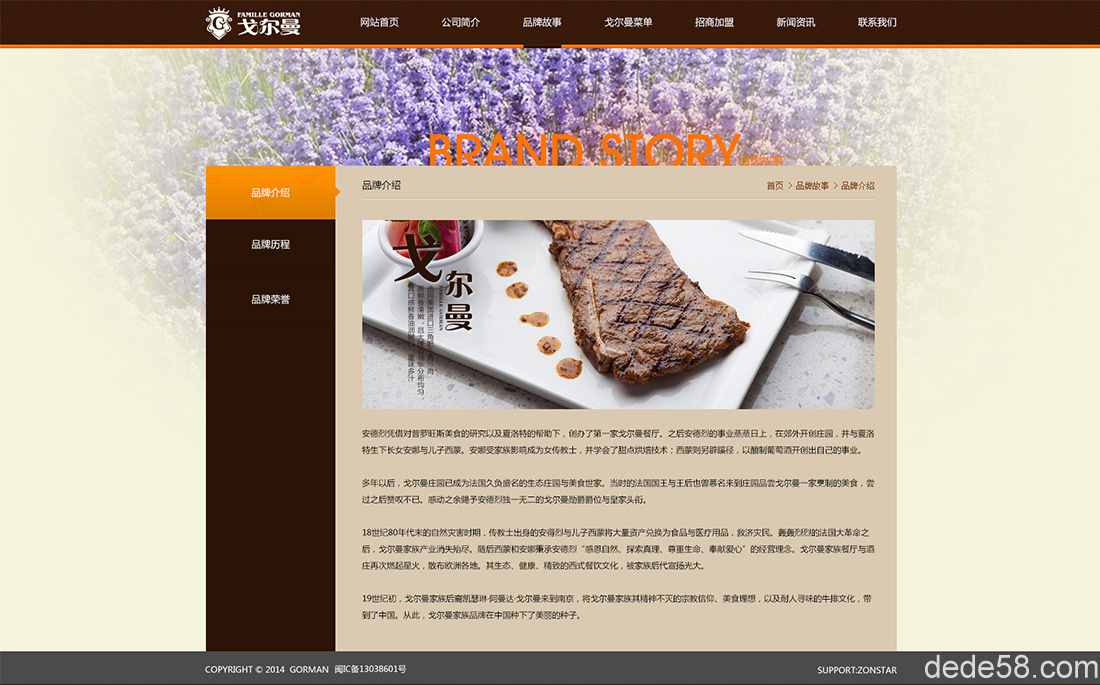 FAMILLE GORMAN
戈尔曼
网站首页 公司简介 品牌故事 戈尔曼菜单 招商加盟 新闻资讯 联系我们
BRAND STORY
品牌介绍
品牌历程
品牌荣誉
品牌介绍
首页 > 品牌故事 > 品牌介绍
戈尔曼
安德烈凭借对普罗旺斯美食的研究以及夏洛特的帮助下，创办了第一家戈尔曼餐厅。之后安德烈的事业蒸蒸日上，在郊外开创庄园，并与夏洛
特生下长女安娜与儿子西蒙。安娜受家族影响成为女传教士，并学会了甜点烘焙技术；西蒙则另辟蹊径，以酿制葡萄酒开创出自己的事业。
多年以后，戈尔曼庄园已成为法国久负盛名的生态庄园与美食世家。当时的法国国王与王后也曾慕名来到庄园品尝戈尔曼一家烹制的美食，尝
过之后赞叹不已。感动之余赐予安德烈独一无二的戈尔曼勋爵爵位与皇家头衔。
18世纪80年代末的自然灾害时期，传教士出身的安得烈与儿子西蒙将大量资产兑换为食品与医疗用品，救济灾民。轰轰烈烈的法国大革命之
后，戈尔曼家族产业消失殆尽。随后西蒙和安娜秉承安德烈“感恩自然、探索真理、尊重生命、奉献爱心”的经营理念。戈尔曼家族餐厅与酒
庄再次燃起星火，散布欧洲各地。其生态、健康、精致的西式餐饮文化，被家族后代宣扬光大。
19世纪初，戈尔曼家族后裔凯瑟琳·阿曼达·戈尔曼来到南京，将戈尔曼家族其精神不灭的宗教信仰、美食理想，以及耐人寻味的牛排文化，带
到了中国。从此，戈尔曼家族品牌在中国种下了美丽的种子。
COPYRIGHT © 2014 GORMAN 闽IC备13038601号
SUPPORT:ZONSTAR
dede58.com